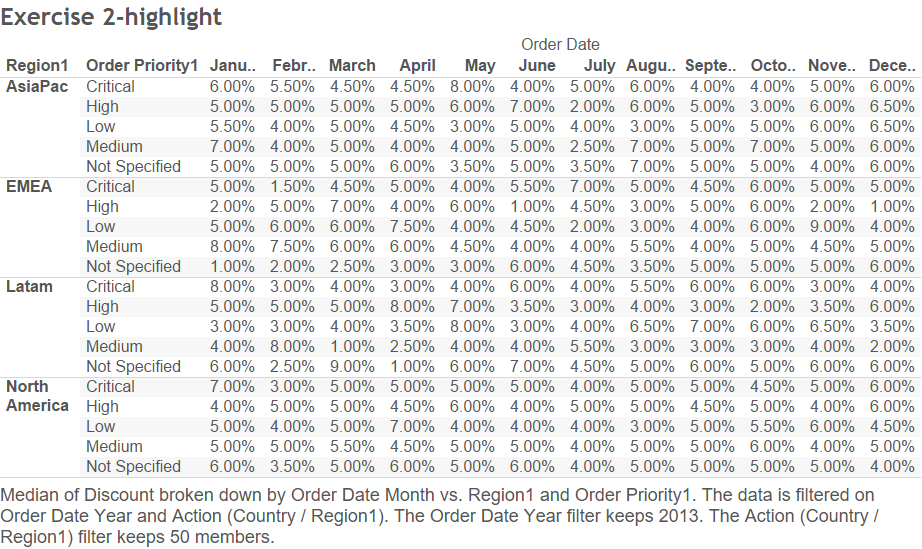 Exercise 2-highlight
Order Date
Region1 Order Priority1 Janu.. Febr.. March April May June July Augu.. Septe.. Octo.. Nove.. Dece..
AsiaPac Critical 6.00% 5.50% 4.50% 4.50% 8.00% 4.00% 5.00% 6.00% 4.00% 4.00% 5.00% 6.00%
High 5.00% 5.00% 5.00% 5.00% 6.00% 7.00% 2.00% 6.00% 5.00% 3.00% 6.00% 6.50%
Low 5.50% 4.00% 5.00% 4.50% 3.00% 5.00% 4.00% 3.00% 5.00% 5.00% 6.00% 6.50%
Medium 7.00% 4.00% 5.00% 4.00% 4.00% 5.00% 2.50% 7.00% 5.00% 7.00% 5.00% 6.00%
Not Specified 5.00% 5.00% 5.00% 6.00% 3.50% 5.00% 3.50% 7.00% 5.00% 5.00% 4.00% 6.00%
EMEA Critical 5.00% 1.50% 4.50% 5.00% 4.00% 5.50% 7.00% 5.00% 4.50% 6.00% 5.00% 5.00%
High 2.00% 5.00% 7.00% 4.00% 6.00% 1.00% 4.50% 3.00% 5.00% 6.00% 2.00% 1.00%
Low 5.00% 6.00% 6.00% 7.50% 4.00% 4.50% 2.00% 3.00% 4.00% 6.00% 9.00% 4.00%
Medium 8.00% 7.50% 6.00% 6.00% 4.50% 4.00% 4.00% 5.50% 4.00% 6.00% 4.50% 5.00%
Not Specified 1.00% 2.00% 2.50% 3.00% 3.00% 6.00% 4.50% 3.50% 5.00% 5.00% 5.00% 6.00%
Latam Critical 8.00% 3.00% 4.00% 3.00% 4.00% 6.00% 4.00% 5.50% 6.00% 6.00% 3.00% 4.00%
High 5.00% 5.00% 5.00% 8.00% 7.00% 3.50% 3.00% 4.00% 3.00% 2.00% 3.50% 6.00%
Low 3.00% 3.00% 4.00% 3.50% 8.00% 3.00% 4.00% 6.50% 7.00% 6.00% 6.50% 3.50%
Medium 4.00% 8.00% 1.00% 2.50% 4.00% 4.00% 5.50% 3.00% 3.00% 3.00% 4.00% 2.00%
Not Specified 6.00% 2.50% 9.00% 1.00% 6.00% 7.00% 4.50% 5.00% 6.00% 5.00% 6.00% 6.00%
North Critical 7.00% 3.00% 5.00% 5.00% 5.00% 5.00% 4.00% 5.00% 5.00% 4.50% 5.00% 6.00%
America High 4.00% 5.00% 5.00% 4.50% 6.00% 4.00% 5.00% 5.00% 4.50% 5.00% 4.00% 6.00%
Low 5.00% 4.00% 5.00% 7.00% 4.00% 4.00% 4.00% 3.00% 5.00% 5.50% 6.00% 4.50%
Medium 5.00% 5.00% 5.50% 4.50% 5.00% 5.00% 4.00% 5.00% 5.00% 6.00% 4.00% 5.00%
Not Specified 6.00% 3.50% 5.00% 6.00% 5.00% 6.00% 4.00% 5.00% 5.00% 5.00% 5.00% 4.00%
Median of Discount broken down by Order Date Month vs. Region1 and Order Priority1. The data is filtered on
Order Date Year and Action (Country / Region1). The Order Date Year filter keeps 2013. The Action (Country /
Region1) filter keeps 50 members.